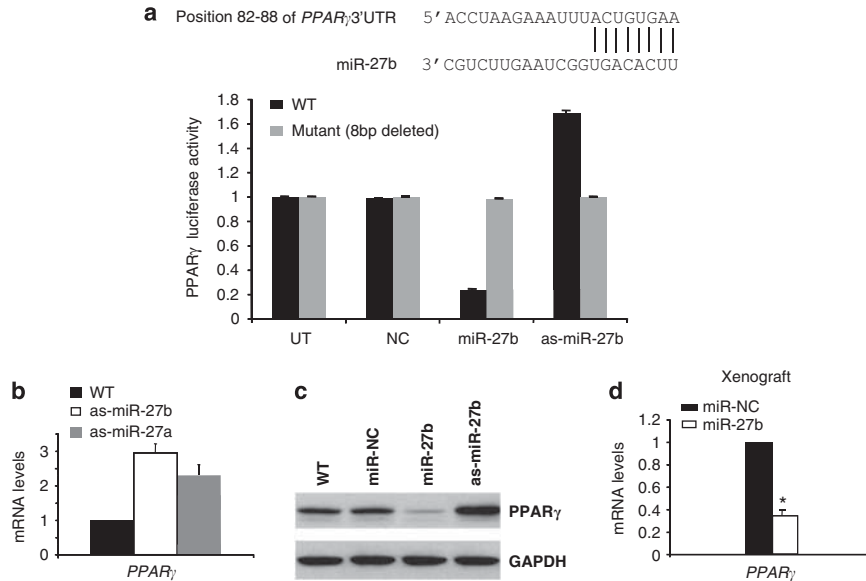 a
Position 82-88 of PPARγ3'UTR 5'ACCUAAGAAAUUUACUGUGAA
miR-27b 3'CGUCUUGAAUCGGUGACACUU
WT
Mutant (8bp deleted)
PPARγ luciferase activity
1.8
1.6
1.4
1.2
1
0.8
0.6
0.4
0.2
0
UT NC miR-27b as-miR-27b
b
WT
as-miR-27b
as-miR-27a
mRNA levels
3
2
1
0
PPARγ
c
WT miR-NC miR-27b as-miR-27b
PPARγ
GAPDH
d
Xenograft
miR-NC
miR-27b
mRNA levels
1.2
1
0.8
0.6
0.4
0.2
0
*
PPARγ